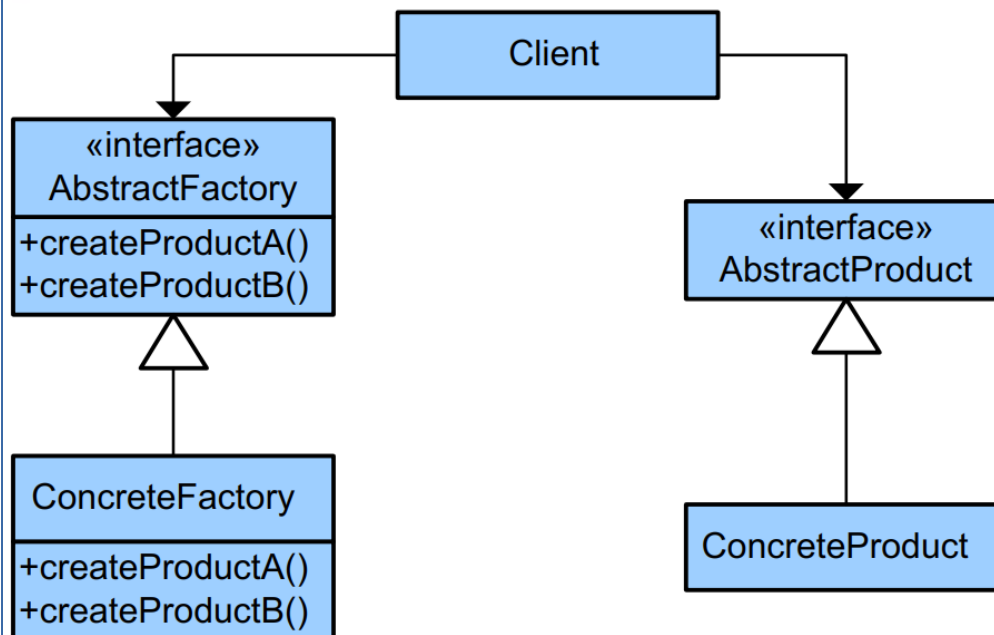 Client
«interface»
AbstractFactory
+createProductA()
+createProductB()
«interface»
AbstractProduct
ConcreteFactory
+createProductA()
+createProductB()
ConcreteProduct